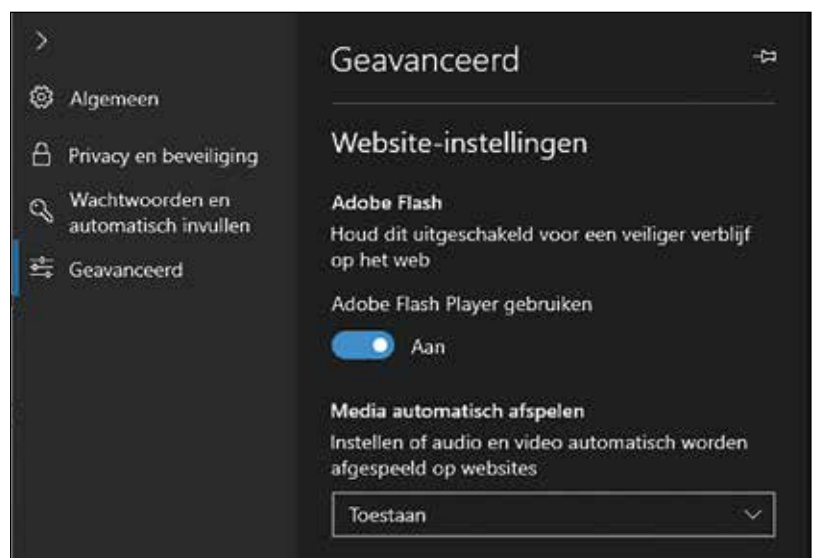 Algemeen
Privacy en beveiliging
Wachtwoorden en
automatisch invullen
Geavanceerd
Geavanceerd
Website-instellingen
Adobe Flash
Houd dit uitgeschakeld voor een veiliger verblijf
op het web
Adobe Flash Player gebruiken
Aan
Media automatisch afspelen
Instellen of audio en video automatisch worden
afgespeeld op websites
Toestaan